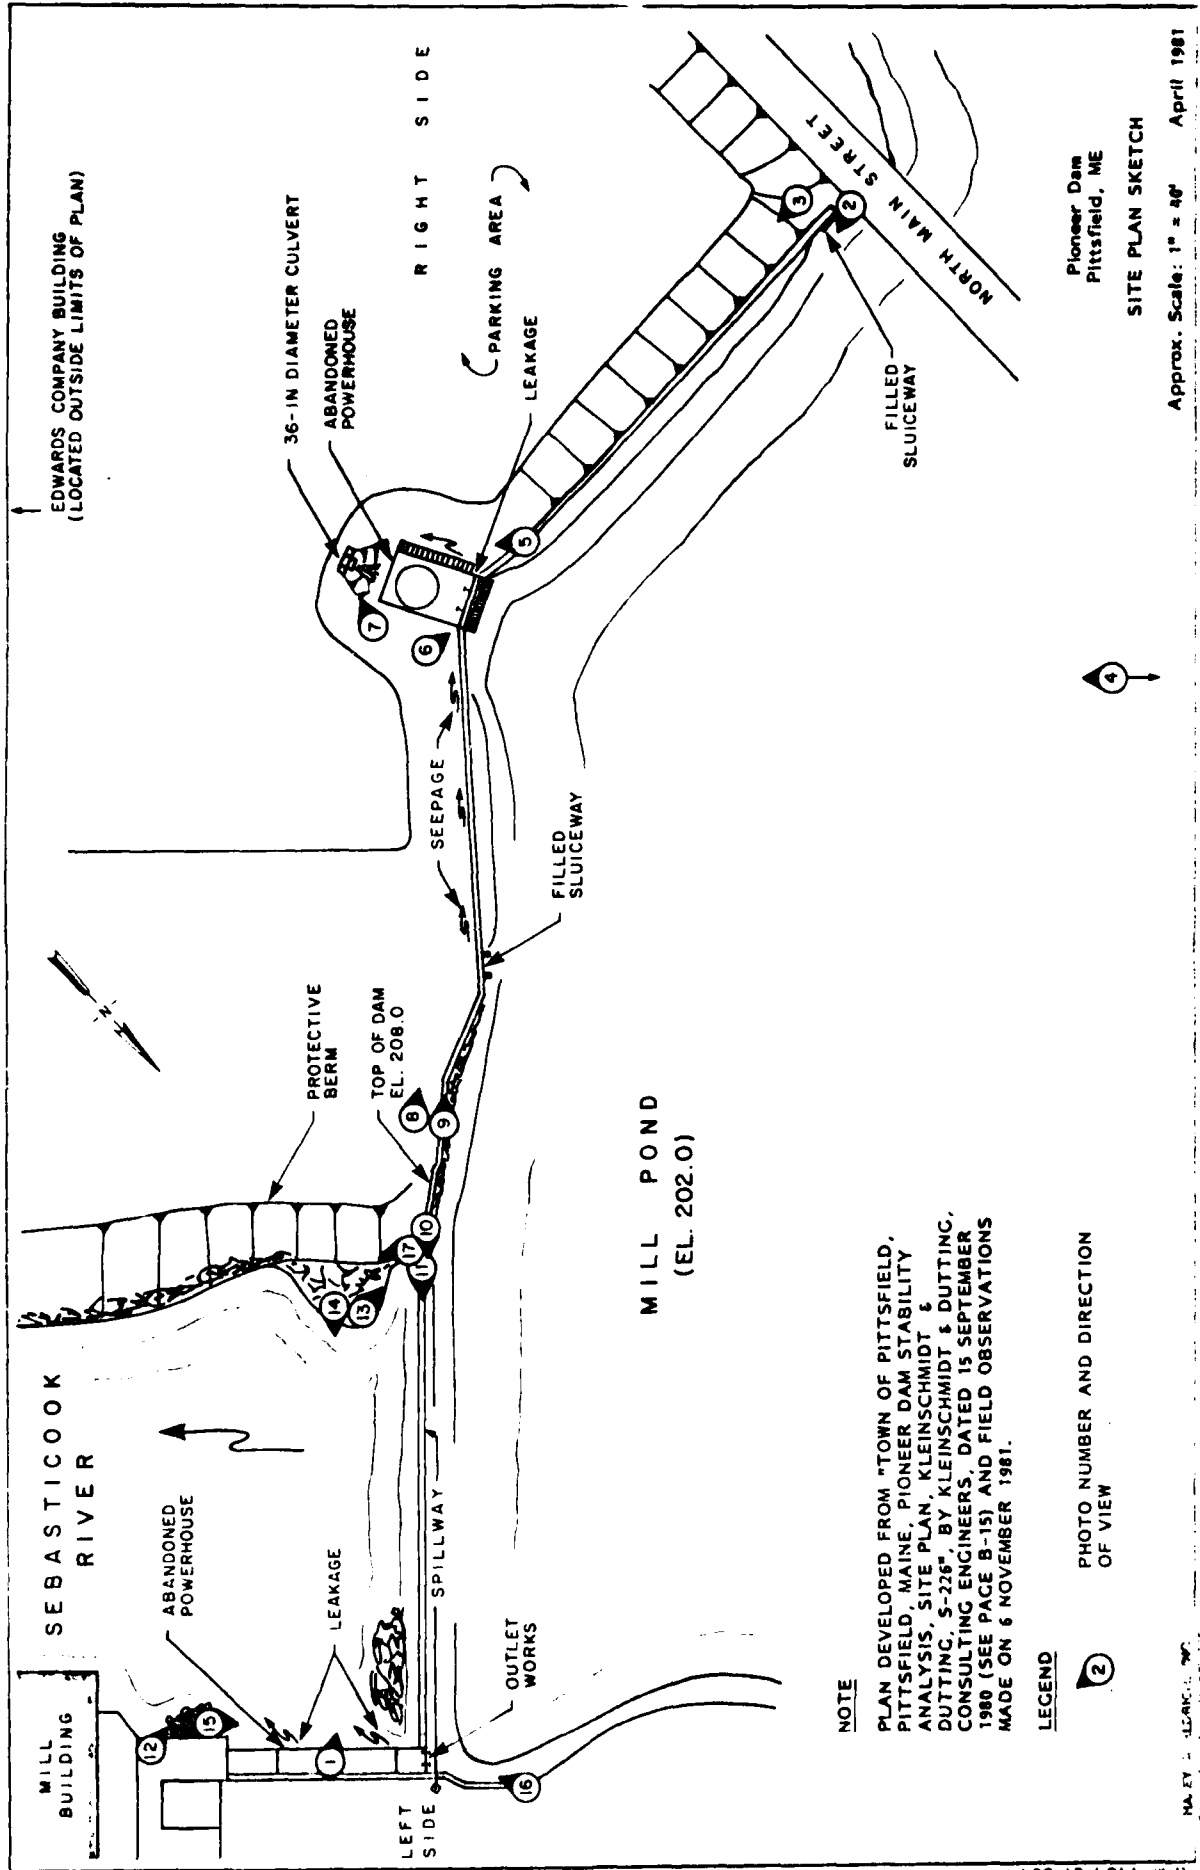 EDWARDS COMPANY BUILDING
(LOCATED OUTSIDE LIMITS OF PLAN)
SEBASTICOOK
RIVER
MILL
BUILDING
ABANDONED
POWERHOUSE
LEAKAGE
PROTECTIVE
BERM
TOP OF DAM
EL. 208.0
36-IN DIAMETER CULVERT
ABANDONED
POWERHOUSE
RIGHT SIDE
PARKING AREA
LEAKAGE
SEEPAGE
N
12
15
1
14
13
17
11
10
8
9
7
6
5
3
2
16
4
LEFT
SIDE
SPILLWAY
OUTLET
WORKS
FILLED
SLUICEWAY
FILLED
SLUICEWAY
NORTH MAIN STREET
MILL POND
(EL. 202.0)
NOTE
PLAN DEVELOPED FROM "TOWN OF PITTSFIELD,
PITTSFIELD, MAINE, PIONEER DAM STABILITY
ANALYSIS, SITE PLAN, KLEINSCHMIDT &
DUTTING, S-226", BY KLEINSCHMIDT & DUTTING,
CONSULTING ENGINEERS, DATED 15 SEPTEMBER
1980 (SEE PAGE B-15) AND FIELD OBSERVATIONS
MADE ON 6 NOVEMBER 1981.
LEGEND
2
PHOTO NUMBER AND DIRECTION
OF VIEW
Pioneer Dam
Pittsfield, ME
SITE PLAN SKETCH
Approx. Scale: 1" = 40' April 1981